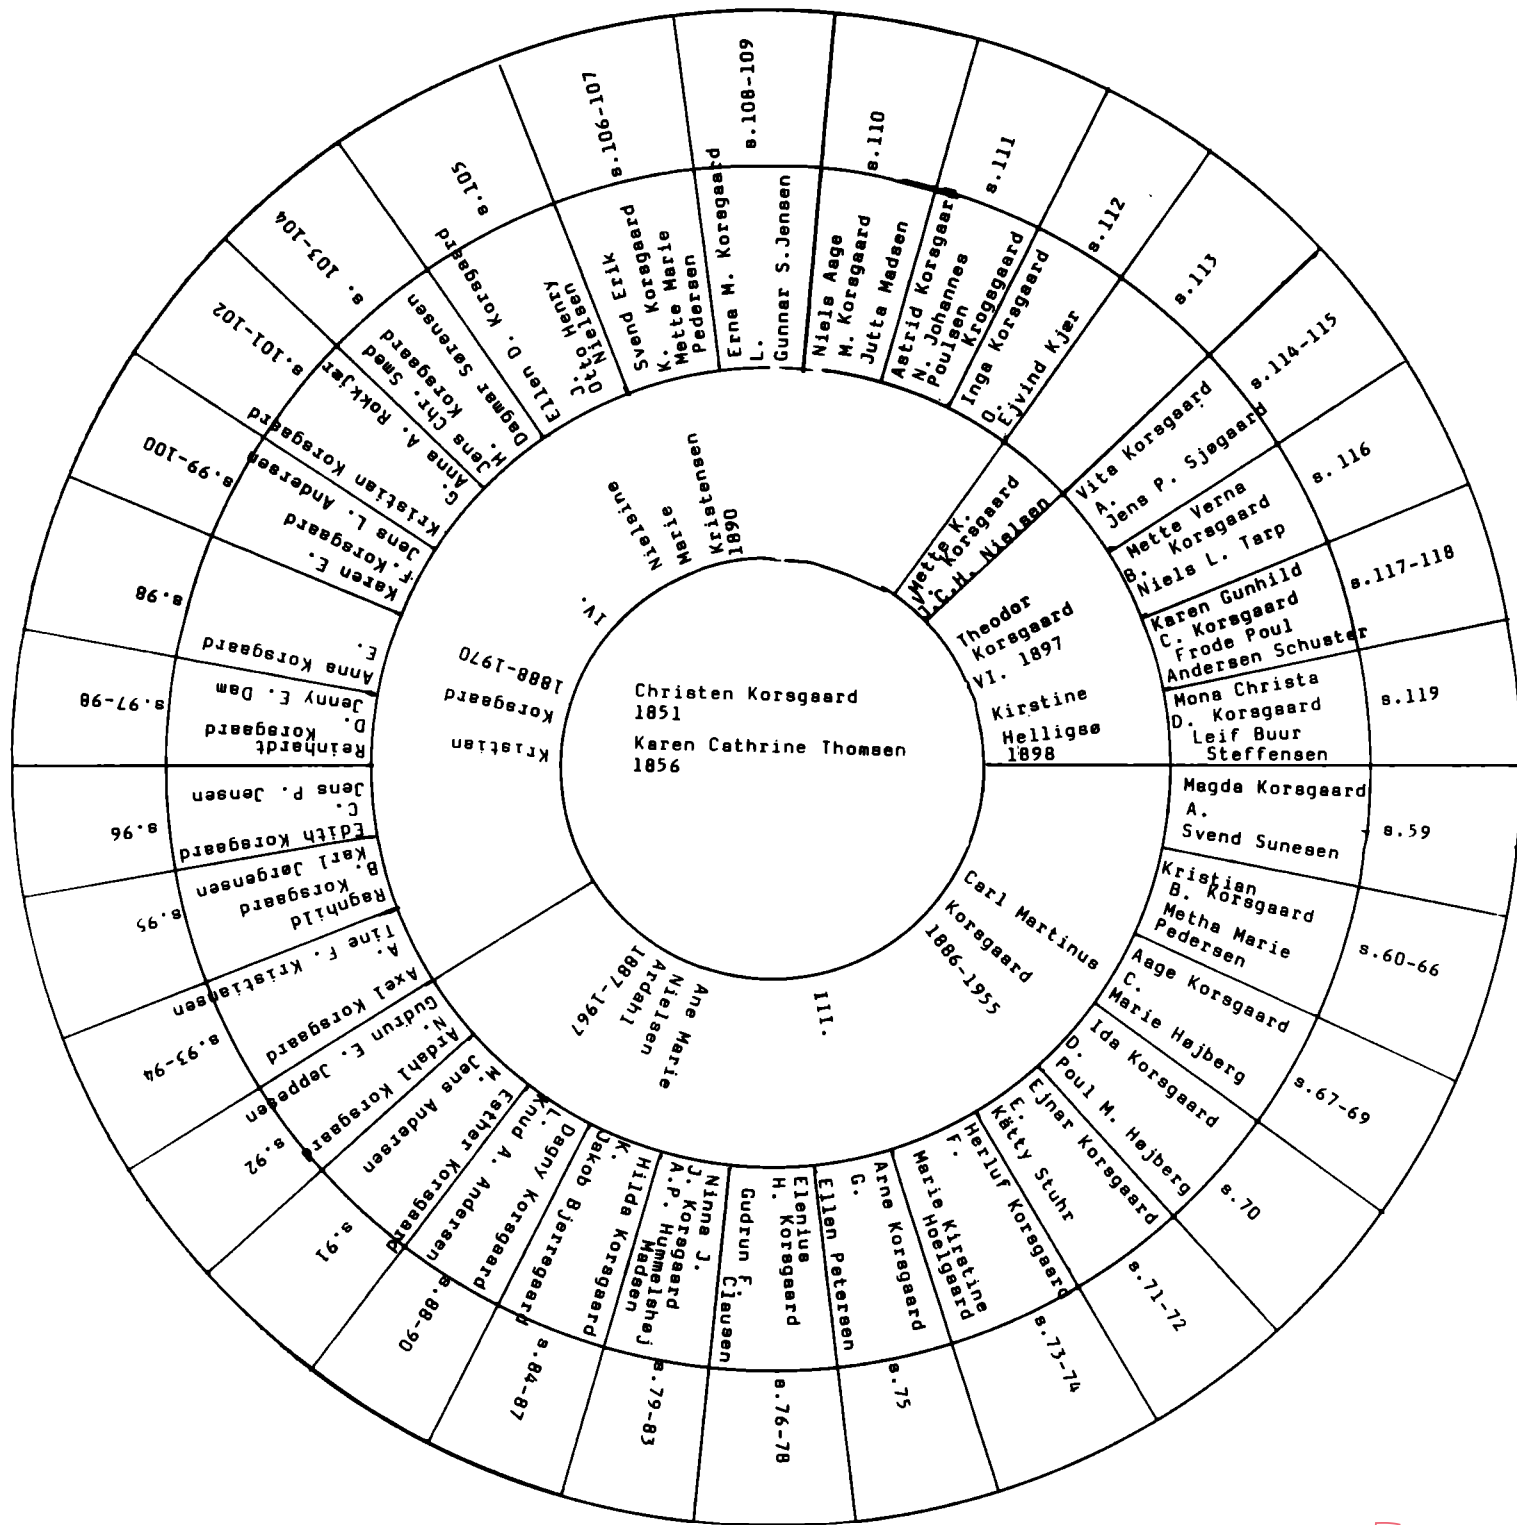 Christen Korsgaard
1851
Karen Cathrine Thomsen
1856
III.
Carl Martinus
Korsgaard
1886-1955
Ane Marie
Nielsen
Ardahl
1887-1967
IV.
Kristian
Korsgaard
1888-1970
Nielsine
Marie
Kristensen
1890
V.
Mette K.
Korsgaard
J.C.H. Nielsen
Theodor
Korsgaard
VI. 1897
Kirstine
Helligsø
1898
Magda Korsgaard
A.
Svend Sunesen
s.59
Kristian
B. Korsgaard
Metha Marie
Pedersen
s.60-66
Aage Korsgaard
C.
Marie Højberg
s.67-69
Ida Korsgaard
D.
Poul M. Højberg
s.70
Ejnar Korsgaard
E.
Kätty Stuhr
s.71-72
Herluf Korsgaard
F.
Marie Kirstine
Hoelgaard
s.73-74
Arne Korsgaard
G.
Ellen Petersen
s.75
Elenius
H. Korsgaard
Gudrun F.
Clausen
s.76-78
Ninna J.
J. Korsgaard
A.P. Hummelshøj
Madsen
s.79-83
Hilda Korsgaard
K.
Jakob Bjerregaard
s.84-87
Dagny Korsgaard
L.
Knud A. Andersen
s.88-90
Esther Korsgaard
M.
Jens Andersen
s.91
Ardahl Korsgaar
N.
Gudrun E. Jeppesen
s.92
Axel Korsgaard
A.
Tine F. Kristiansen
s.93-94
Ragnhild
B. Korsgaard
Karl Jørgensen
s.95
Edith Korsgaard
C.
Jens P. Jensen
s.96
Reinhardt
Korsgaard
D.
Jenny E. Dam
s.97-98
Anna Korsgaard
E.
s.98
Karen E.
F. Korsgaard
Jens L. Andersen
s.99-100
Kristian Korsgaard
G.
Anna A. Rokkjær
s.101-102
Jens Chr. Smed
Korsgaard
H.
Dagmar Sørensen
s. 103-104
Ellen D. Korsgaard
J.
Otto Henry
Nielsen
s.105
Svend Erik
Korsgaard
K.
Mette Marie
Pedersen
s.106-107
Erna M. Korsgaard
L.
Gunnar S.Jensen
s.108-109
Niels Aage
M. Korsgaard
Jutta Madsen
s.110
Astrid Korsgaar
N. Johannes
Poulsen
Krogsgaard
s.111
Inga Korsgaard
O.
Ejvind Kjær
s.112
s.113
Vita Korsgaard
A.
Jens P. Sjøgaard
s.114-115
Mette Verna
B. Korsgaard
Niels L. Tarp
s. 116
Karen Gunhild
C. Korsgaard
Frode Poul
Andersen Schuster
s.117-118
Mona Christa
D. Korsgaard
Leif Buur
Steffensen
s.119